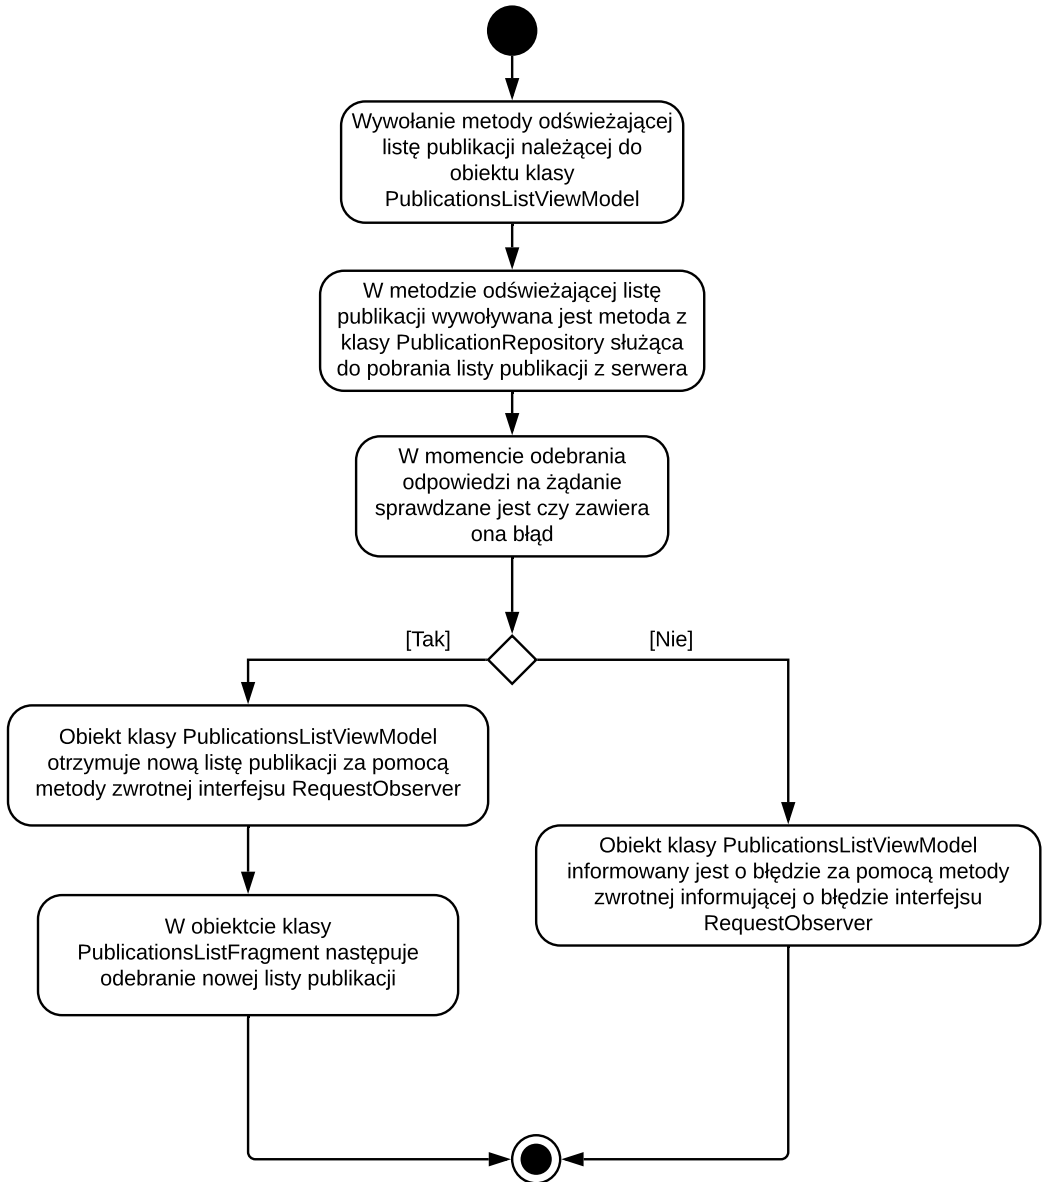 Wywołanie metody odświeżającej
listę publikacji należącej do
obiektu klasy
PublicationsListViewModel
W metodzie odświeżającej listę
publikacji wywoływana jest metoda z
klasy PublicationRepository służąca
do pobrania listy publikacji z serwera
W momencie odebrania
odpowiedzi na żądanie
sprawdzane jest czy zawiera
ona błąd
[Tak]
[Nie]
Obiekt klasy PublicationsListViewModel
otrzymuje nową listę publikacji za pomocą
metody zwrotnej interfejsu RequestObserver
W obiektcie klasy
PublicationsListFragment następuje
odebranie nowej listy publikacji
Obiekt klasy PublicationsListViewModel
informowany jest o błędzie za pomocą metody
zwrotnej informującej o błędzie interfejsu
RequestObserver